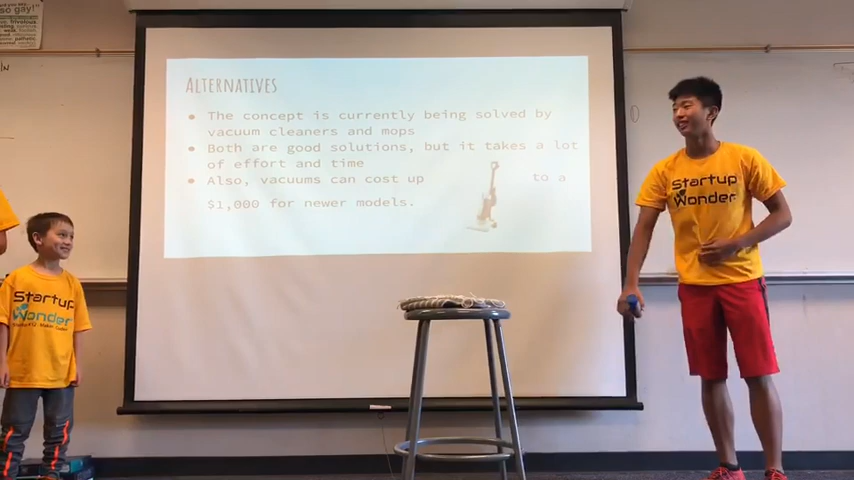 so gay!"
ALTERNATIVES
• The concept is currently being solved by
vacuum cleaners and mops
• Both are good solutions, but it takes a lot
of effort and time
• Also, vacuums can cost up to a
$1,000 for newer models.
Startup
Wonder
Startup
Wonder